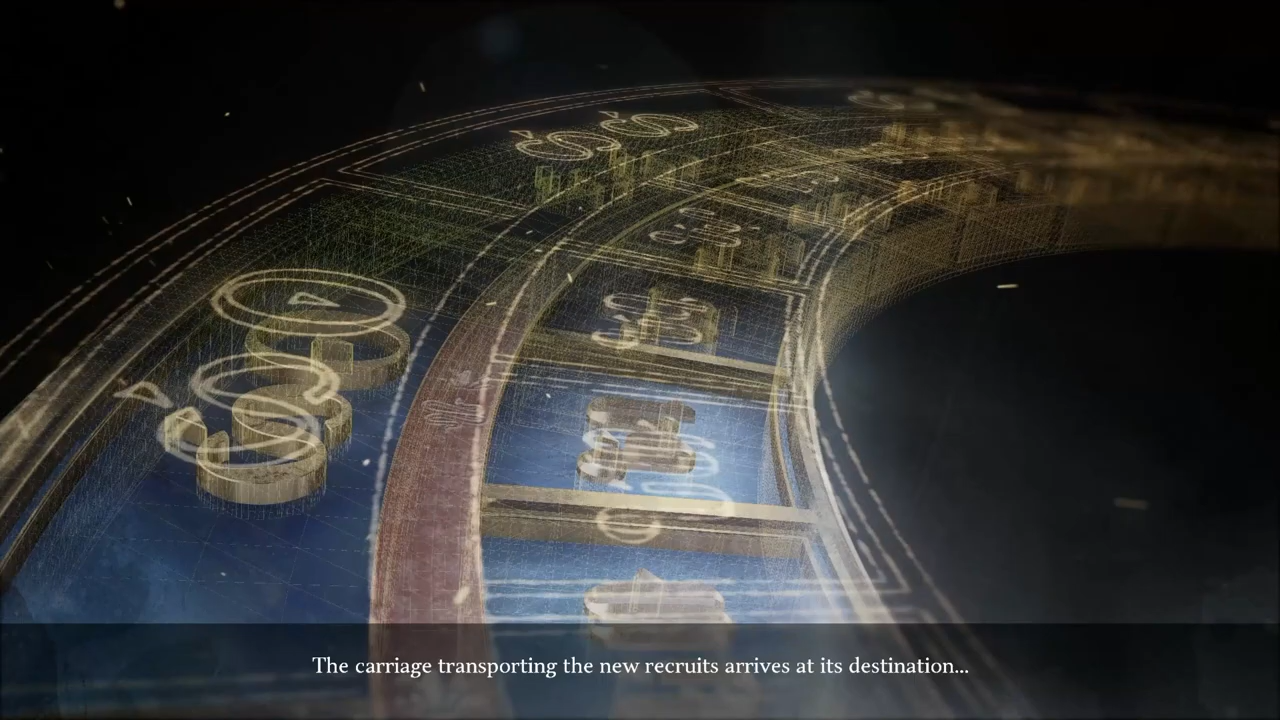 The carriage transporting the new recruits arrives at its destination...